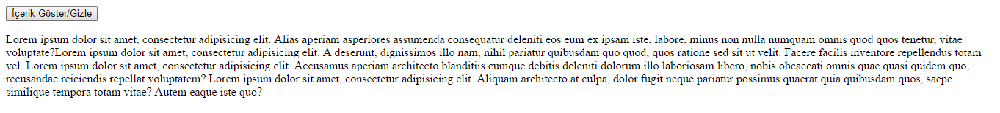 İçerik Göster/Gizle
Lorem ipsum dolor sit amet, consectetur adipisicing elit. Alias aperiam asperiores assumenda consequatur deleniti eos eum ex ipsam iste, labore, minus non nulla numquam omnis quod quos tenetur, vitae
voluptate?Lorem ipsum dolor sit amet, consectetur adipisicing elit. A deserunt, dignissimos illo nam, nihil pariatur quibusdam quo quod, quos ratione sed sit ut velit. Facere facilis inventore repellendus totam
vel. Lorem ipsum dolor sit amet, consectetur adipisicing elit. Accusamus aperiam architecto blanditiis cumque debitis deleniti dolorum illo laboriosam libero, nobis obcaecati omnis quae quasi quidem quo,
recusandae reiciendis repellat voluptatem? Lorem ipsum dolor sit amet, consectetur adipisicing elit. Aliquam architecto at culpa, dolor fugit neque pariatur possimus quaerat quia quibusdam quos, saepe
similique tempora totam vitae? Autem eaque iste quo?